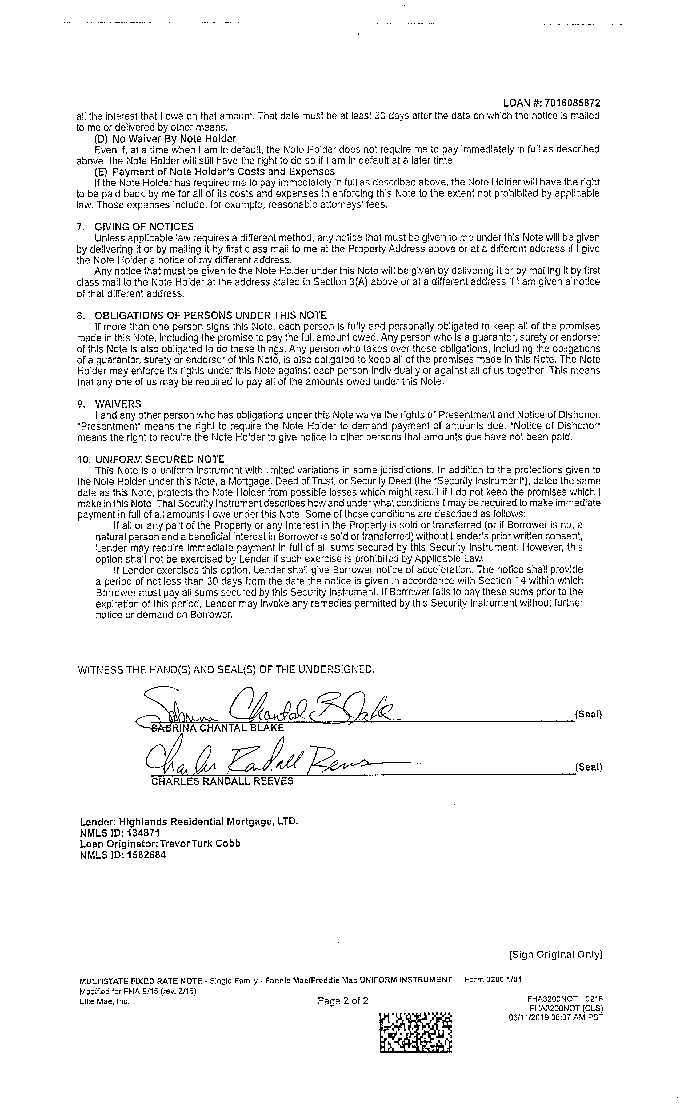 LOAN #: 7016085872
all the interest that I owe on that amount. That date must be at least 30 days after the date on which the notice is mailed
to me or delivered by other means.
(D) No Waiver By Note Holder
Even if, at a time when I am in default, the Note Holder does not require me to pay immediately in full as described
above, the Note Holder will still have the right to do so if I am in default at a later time.
(E) Payment of Note Holder's Costs and Expenses
If the Note Holder has required me to pay immediately in full as described above, the Note Holder will have the right
to be paid back by me for all of its costs and expenses in enforcing this Note to the extent not prohibited by applicable
law. Those expenses include, for example, reasonable attorneys' fees.
7. GIVING OF NOTICES
Unless applicable law requires a different method, any notice that must be given to me under this Note will be given
by delivering it or by mailing it by first class mail to me at the Property Address above or at a different address if I give
the Note Holder a notice of my different address.
Any notice that must be given to the Note Holder under this Note will be given by delivering it or by mailing it by first
class mail to the Note Holder at the address stated in Section 3(A) above or at a different address if I am given a notice
of that different address.
8. OBLIGATIONS OF PERSONS UNDER THIS NOTE
If more than one person signs this Note, each person is fully and personally obligated to keep all of the promises
made in this Note, including the promise to pay the full amount owed. Any person who is a guarantor, surety or endorser
of this Note is also obligated to do these things. Any person who takes over these obligations, including the obligations
of a guarantor, surety or endorser of this Note, is also obligated to keep all of the promises made in this Note. The Note
Holder may enforce its rights under this Note against each person individually or against all of us together. This means
that any one of us may be required to pay all of the amounts owed under this Note.
9. WAIVERS
I and any other person who has obligations under this Note waive the rights of Presentment and Notice of Dishonor.
"Presentment" means the right to require the Note Holder to demand payment of amounts due. "Notice of Dishonor"
means the right to require the Note Holder to give notice to other persons that amounts due have not been paid.
10. UNIFORM SECURED NOTE
This Note is a uniform instrument with limited variations in some jurisdictions. In addition to the protections given to
the Note Holder under this Note, a Mortgage, Deed of Trust, or Security Deed (the "Security Instrument"), dated the same
date as this Note, protects the Note Holder from possible losses which might result if I do not keep the promises which I
make in this Note. That Security Instrument describes how and under what conditions I may be required to make immediate
payment in full of all amounts I owe under this Note. Some of those conditions are described as follows:
If all or any part of the Property or any Interest in the Property is sold or transferred (or if Borrower is not a
natural person and a beneficial interest in Borrower is sold or transferred) without Lender's prior written consent,
Lender may require immediate payment in full of all sums secured by this Security Instrument. However, this
option shall not be exercised by Lender if such exercise is prohibited by Applicable Law.
If Lender exercises this option, Lender shall give Borrower notice of acceleration. The notice shall provide
a period of not less than 30 days from the date the notice is given in accordance with Section 14 within which
Borrower must pay all sums secured by this Security Instrument. If Borrower fails to pay these sums prior to the
expiration of this period, Lender may invoke any remedies permitted by this Security Instrument without further
notice or demand on Borrower.
WITNESS THE HAND(S) AND SEAL(S) OF THE UNDERSIGNED.
Sabrina Chantal Blake (Seal)
SABRINA CHANTAL BLAKE
Charles Randall Reeves (Seal)
CHARLES RANDALL REEVES
Lender: Highlands Residential Mortgage, LTD.
NMLS ID: 134871
Loan Originator: Trevor Turk Cobb
NMLS ID: 1582684
[Sign Original Only]
MULTISTATE FIXED RATE NOTE - Single Family - Fannie Mae/Freddie Mac UNIFORM INSTRUMENT Form 3200 1/01
Modified for FHA 9/15 (rev. 2/16)
Ellie Mae, Inc. Page 2 of 2 FHA3200NOT 0216
FHA3200NOT (CLS)
03/11/2019 06:07 AM PST